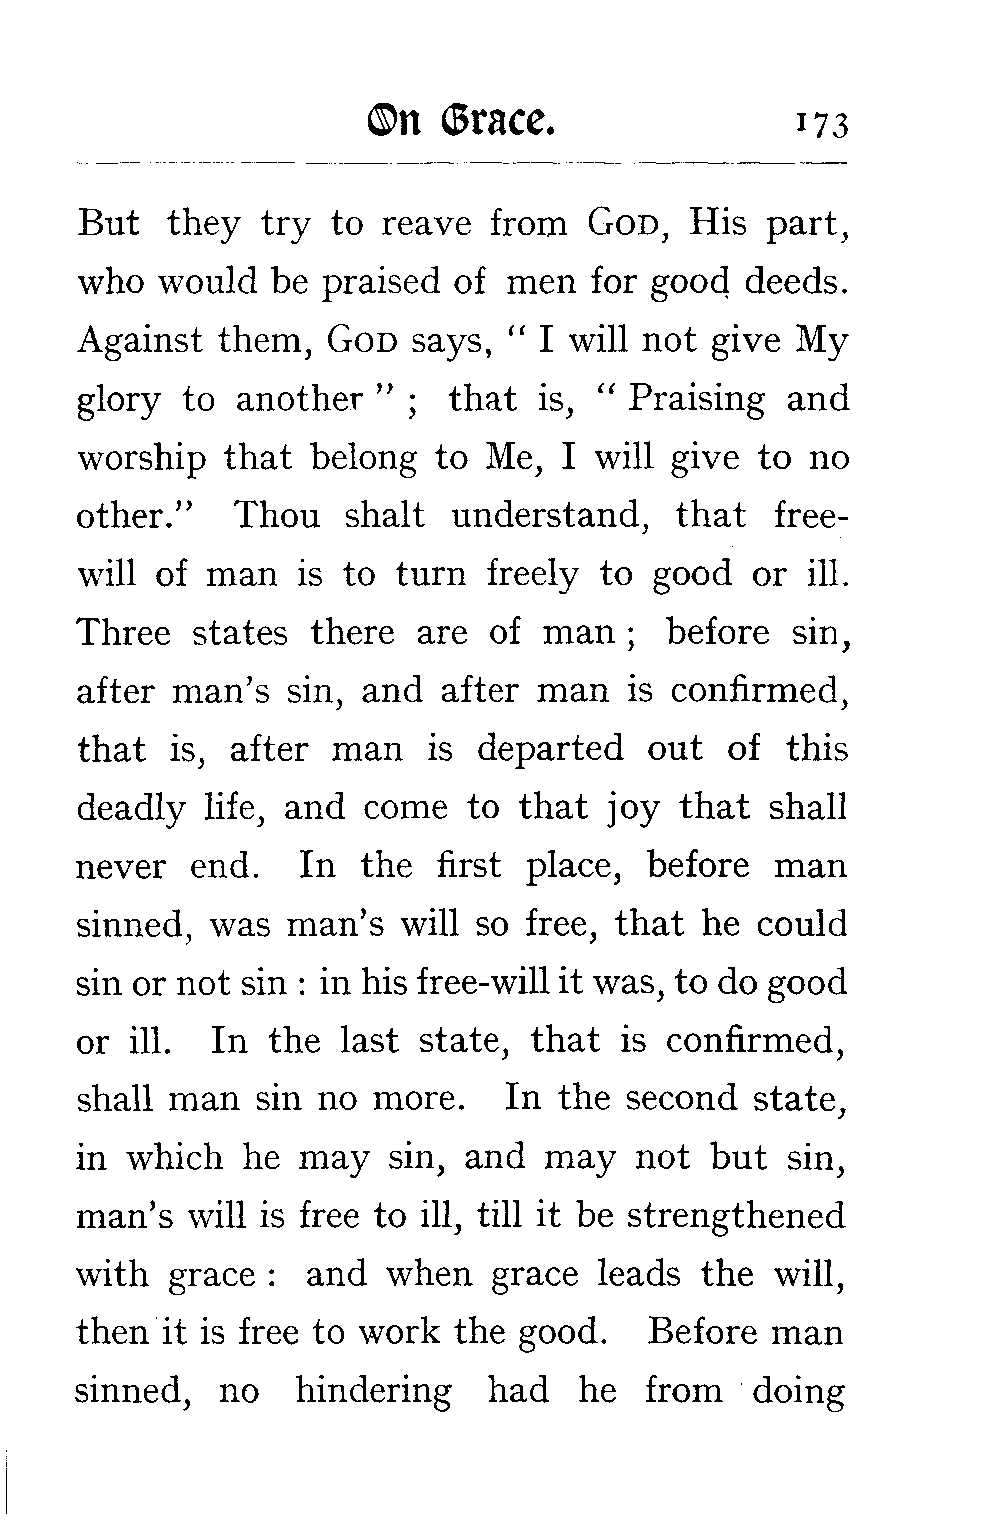 On Grace. 173
But they try to reave from GOD, His part,
who would be praised of men for good deeds.
Against them, GOD says, “ I will not give My
glory to another ” ; that is, “ Praising and
worship that belong to Me, I will give to no
other.” Thou shalt understand, that free-
will of man is to turn freely to good or ill.
Three states there are of man ; before sin,
after man’s sin, and after man is confirmed,
that is, after man is departed out of this
deadly life, and come to that joy that shall
never end. In the first place, before man
sinned, was man’s will so free, that he could
sin or not sin : in his free-will it was, to do good
or ill. In the last state, that is confirmed,
shall man sin no more. In the second state,
in which he may sin, and may not but sin,
man’s will is free to ill, till it be strengthened
with grace : and when grace leads the will,
then it is free to work the good. Before man
sinned, no hindering had he from doing